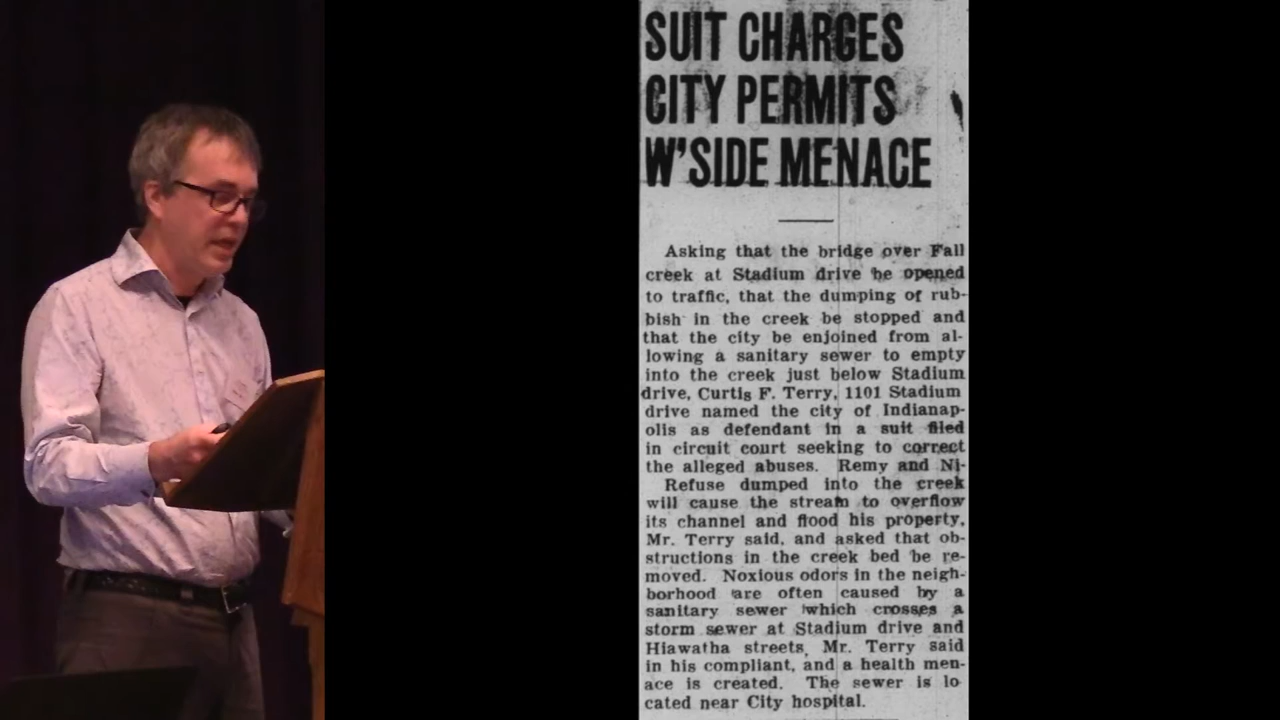 SUIT CHARGES
CITY PERMITS
W'SIDE MENACE
Asking that the bridge over Fall
creek at Stadium drive be opened
to traffic, that the dumping of rub-
bish in the creek be stopped and
that the city be enjoined from al-
lowing a sanitary sewer to empty
into the creek just below Stadium
drive, Curtis F. Terry, 1101 Stadium
drive named the city of Indianap-
olis as defendant in a suit filed
in circuit court seeking to correct
the alleged abuses. Remy and Ni-
Refuse dumped into the creek
will cause the stream to overflow
its channel and flood his property,
Mr. Terry said, and asked that ob-
structions in the creek bed be re-
moved. Noxious odors in the neigh-
borhood are often caused by a
sanitary sewer which crosses a
storm sewer at Stadium drive and
Hiawatha streets, Mr. Terry said
in his compliant, and a health men-
ace is created. The sewer is lo
cated near City hospital.